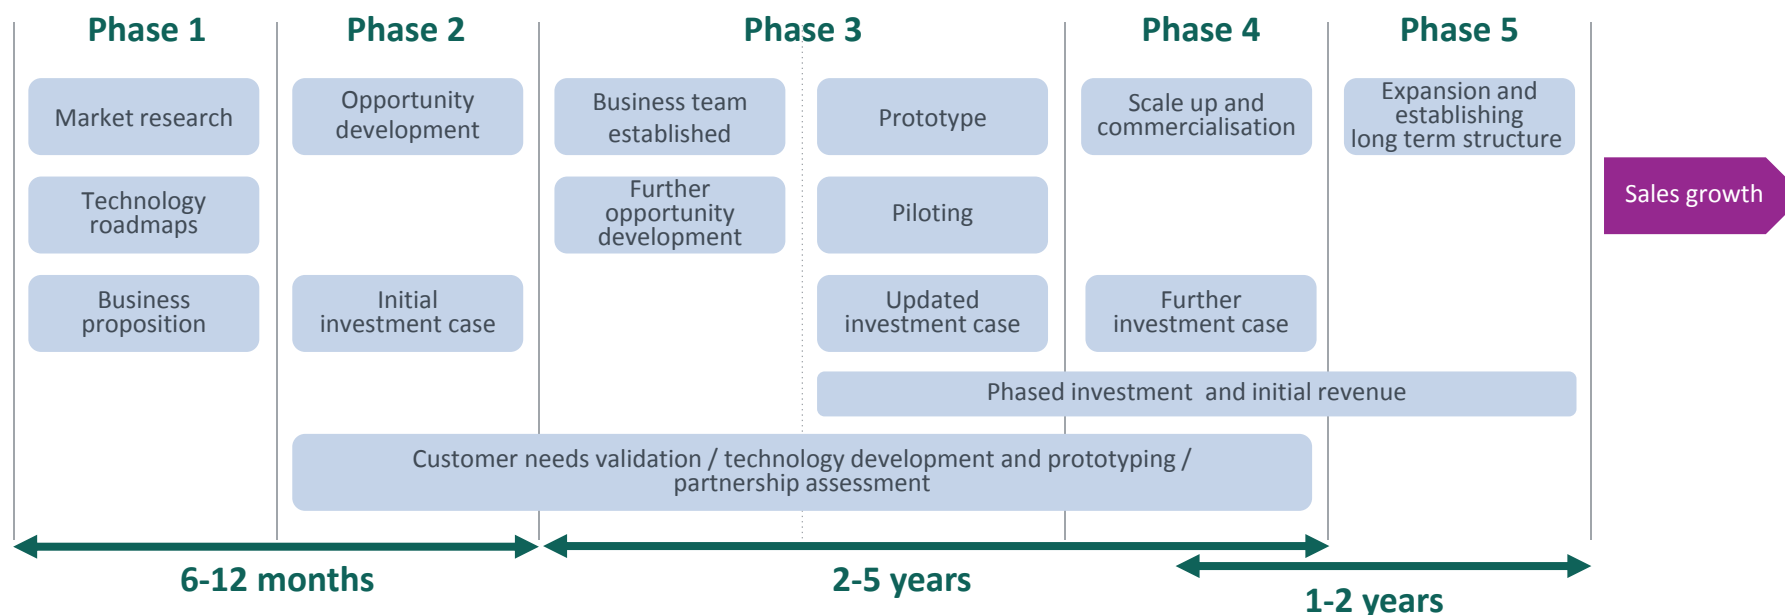 Phase 1
Phase 2
Phase 3
Phase 4
Phase 5
Market research
Opportunity
development
Business team
established
Prototype
Scale up and
commercialisation
Expansion and
establishing
long term structure
Technology
roadmaps
Further
opportunity
development
Piloting
Sales growth
Business
proposition
Initial
investment case
Updated
investment case
Further
investment case
Phased investment and initial revenue
Customer needs validation / technology development and prototyping /
partnership assessment
6-12 months
2-5 years
1-2 years